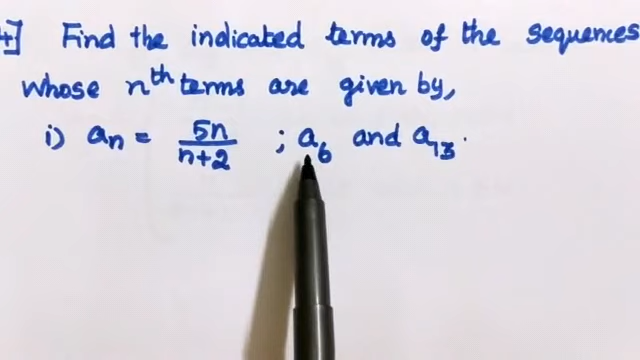 4] Find the indicated terms of the sequences
whose nth terms are given by,
i) an = 5n/n+2 ; a6 and a13.